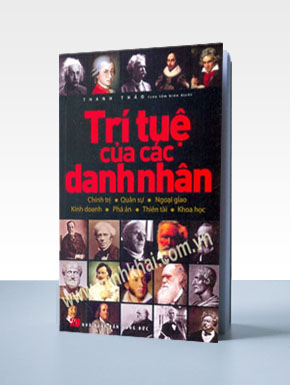 THANH THẢO
Trí tuệ
của các
danh nhân
Chính trị • Quân sự • Ngoại giao
Kinh doanh • Phá án • Thiên tài • Khoa học